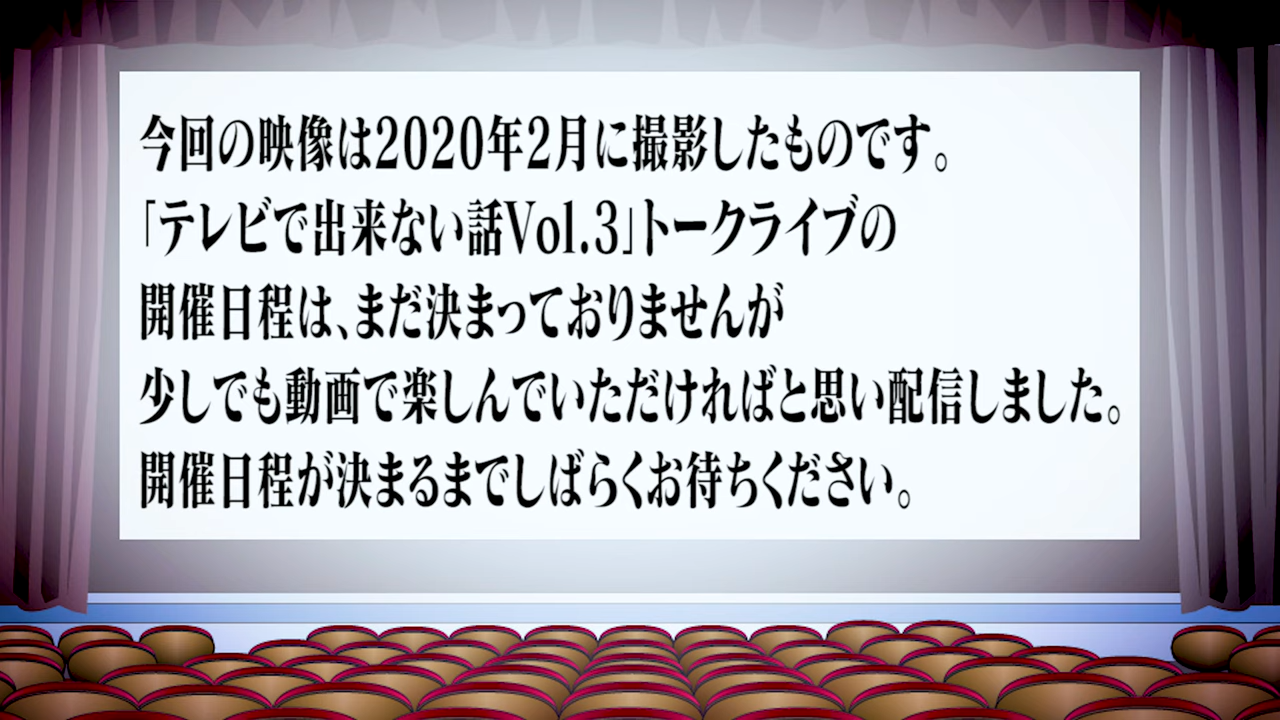 今回の映像は2020年2月に撮影したものです。
「テレビで出来ない話Vol.3」トークライブの
開催日程は、まだ決まっておりませんが
少しでも動画で楽しんでいただければと思い配信しました。
開催日程が決まるまでしばらくお待ちください。